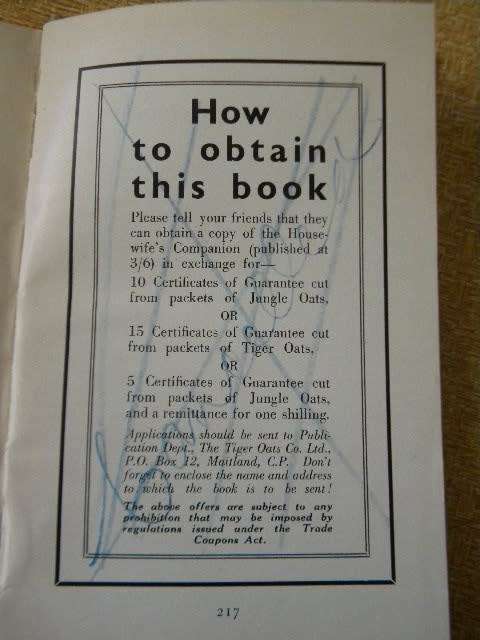 How
to obtain
this book
Please tell your friends that they
can obtain a copy of the House-
wife's Companion (published at
3/6) in exchange for—
10 Certificates of Guarantee cut
from packets of Jungle Oats,
OR
15 Certificates of Guarantee cut
from packets of Tiger Oats,
OR
5 Certificates of Guarantee cut
from packets of Jungle Oats,
and a remittance for one shilling.
Applications should be sent to Publi-
cation Dept., The Tiger Oats Co. Ltd.,
P.O. Box 12, Maitland, C.P. Don't
forget to enclose the name and address
to which the book is to be sent!
The above offers are subject to any
prohibition that may be imposed by
regulations issued under the Trade
Coupons Act.
217